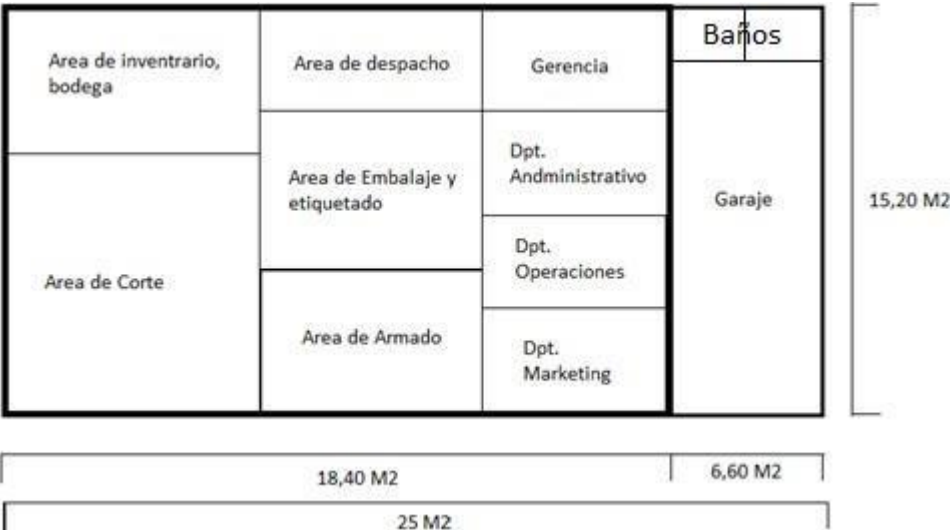 Area de inventrario,
bodega
Area de despacho
Gerencia
Baños
Area de Embalaje y
etiquetado
Dpt.
Andministrativo
Garaje
15,20 M2
Area de Corte
Dpt.
Operaciones
Area de Armado
Dpt.
Marketing
18,40 M2
6,60 M2
25 M2